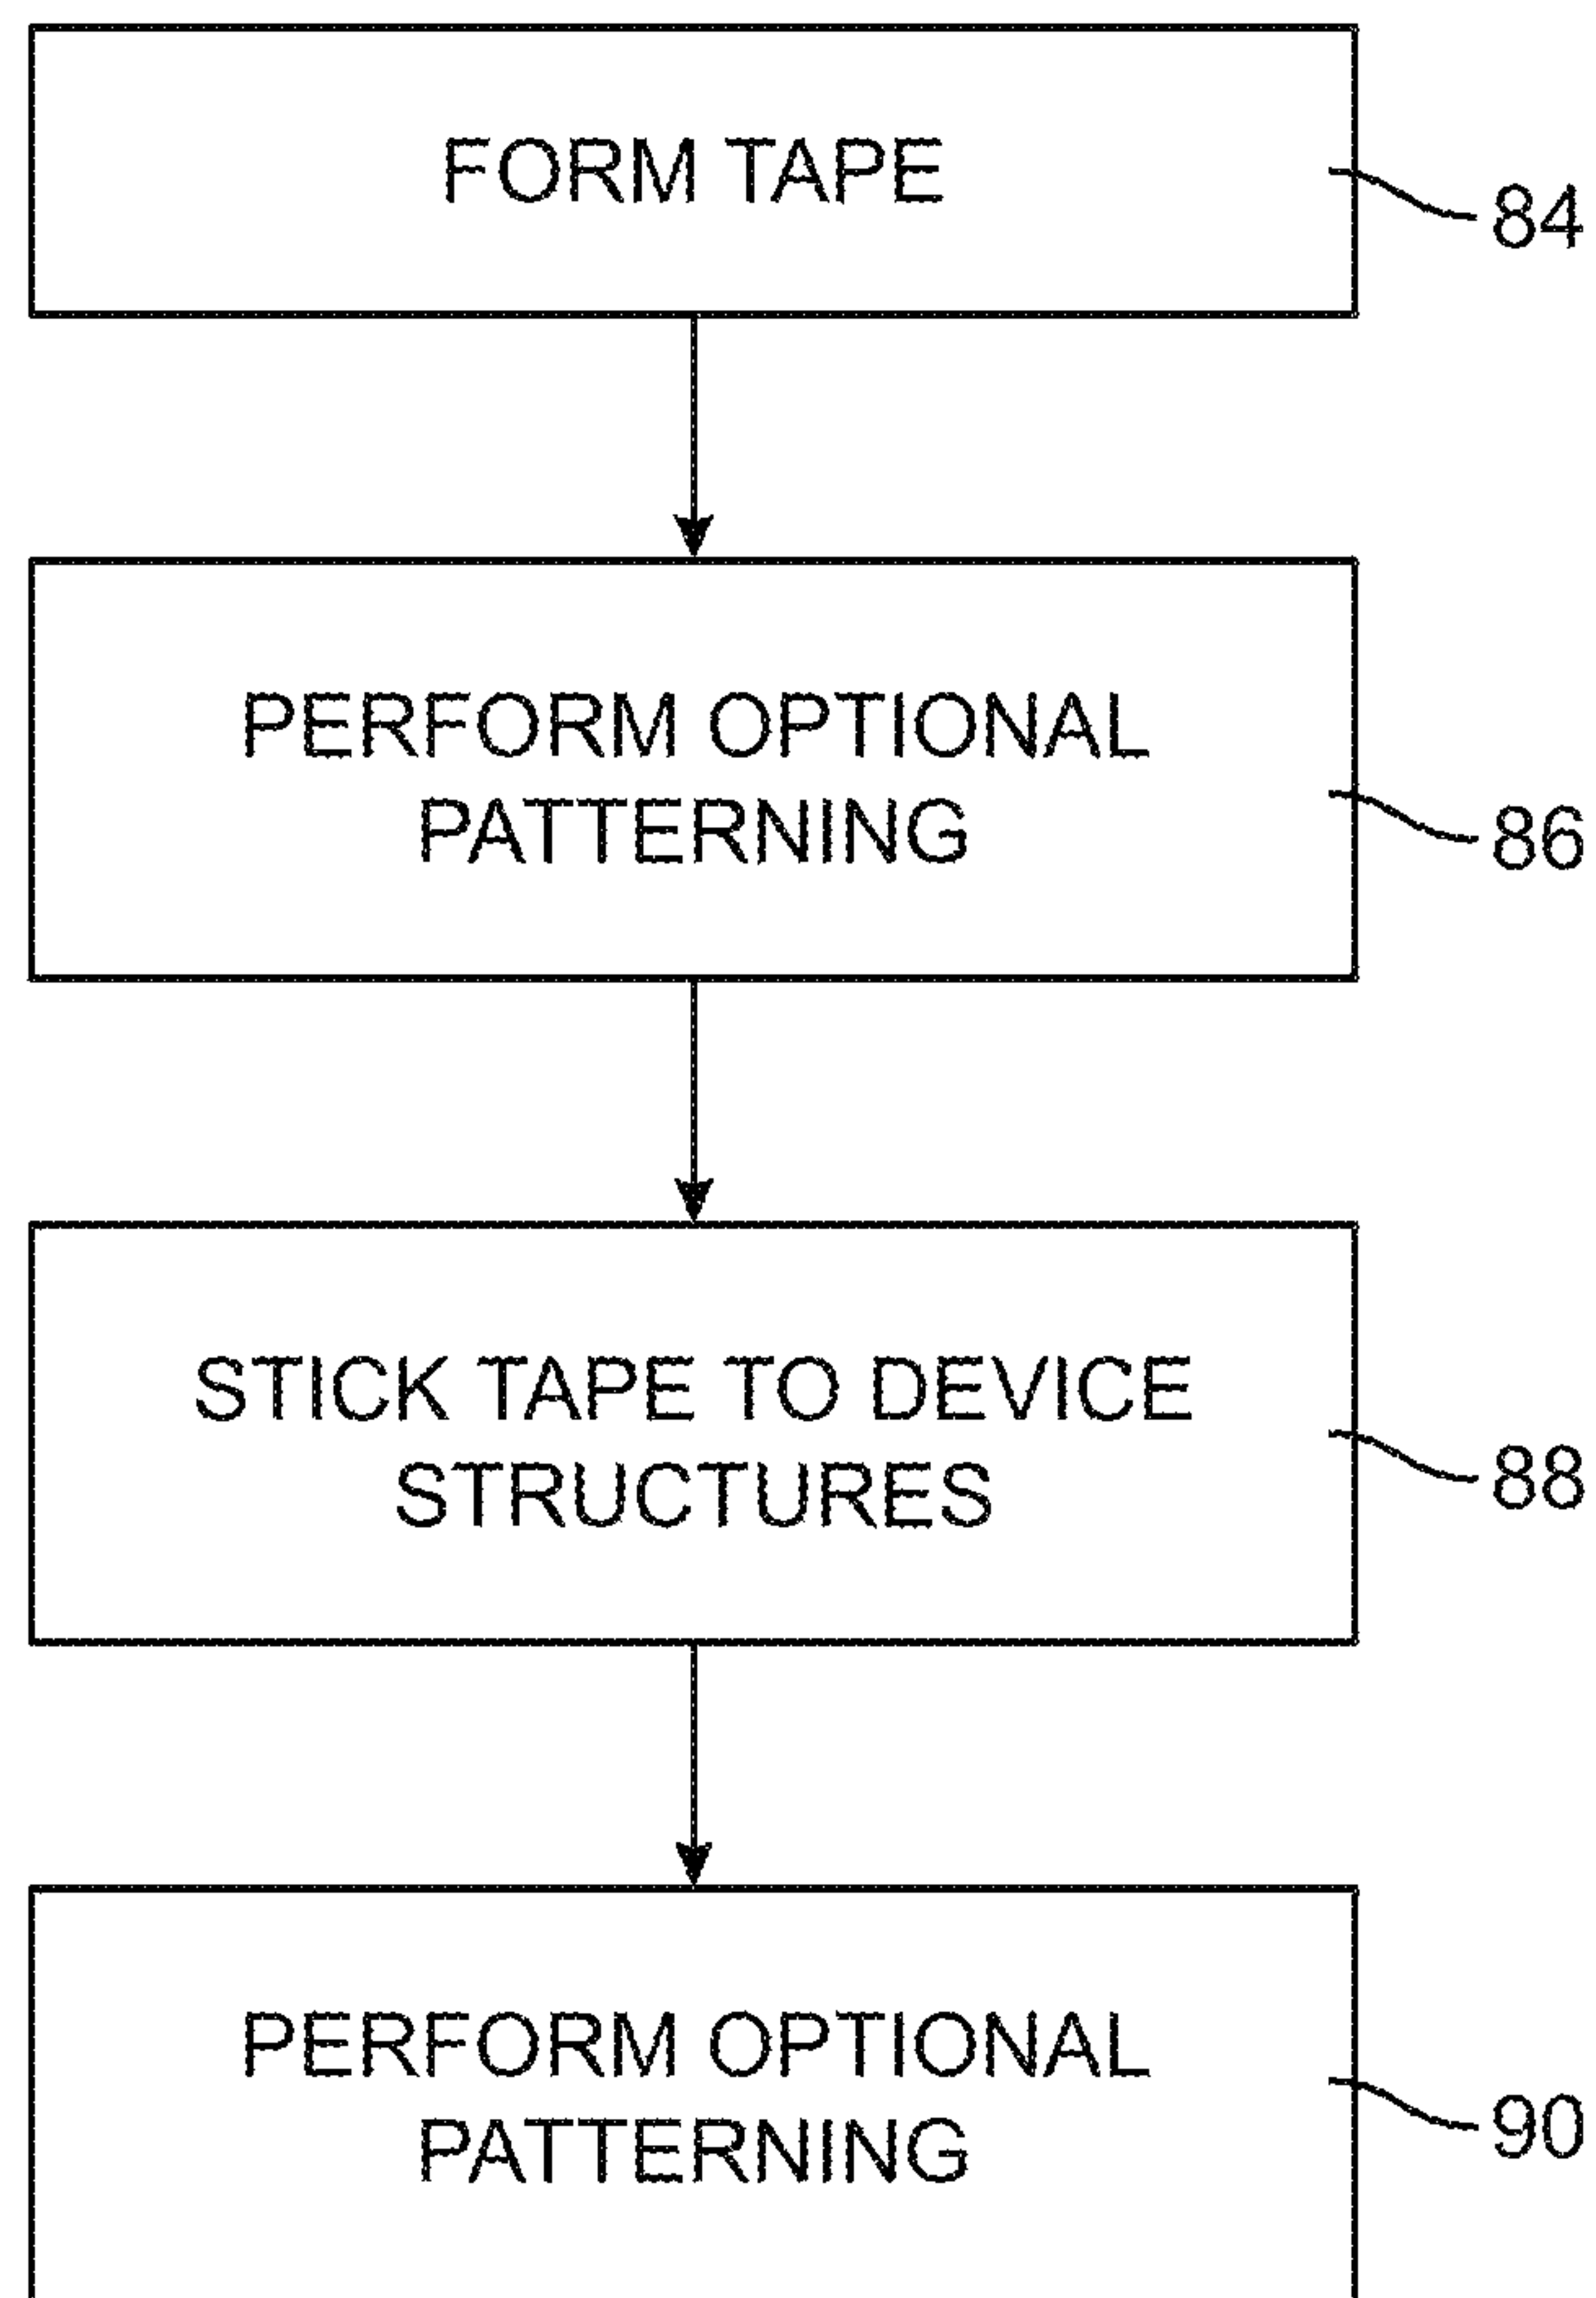 FORM TAPE
84
PERFORM OPTIONAL
PATTERNING
86
STICK TAPE TO DEVICE
STRUCTURES
88
PERFORM OPTIONAL
PATTERNING
90